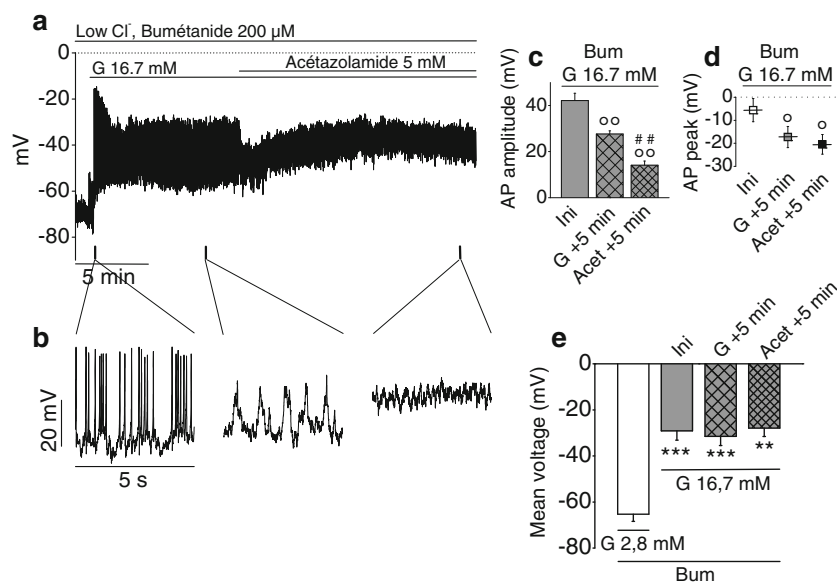 a
Low Cl⁻, Bumétanide 200 µM
0
G 16.7 mM
Acétazolamide 5 mM
-20
-40
-60
-80
mV
5 min
b
20 mV
5 s
c
Bum
G 16.7 mM
AP amplitude (mV)
40
20
0
○○
# #
○○
Ini
G +5 min
Acet +5 min
d
Bum
G 16.7 mM
AP peak (mV)
0
-10
-20
-30
○
○
Ini
G +5 min
Acet +5 min
e
Ini
G +5 min
Acet +5 min
Mean voltage (mV)
0
-20
-40
-60
-80
***
***
**
G 16,7 mM
G 2,8 mM
Bum